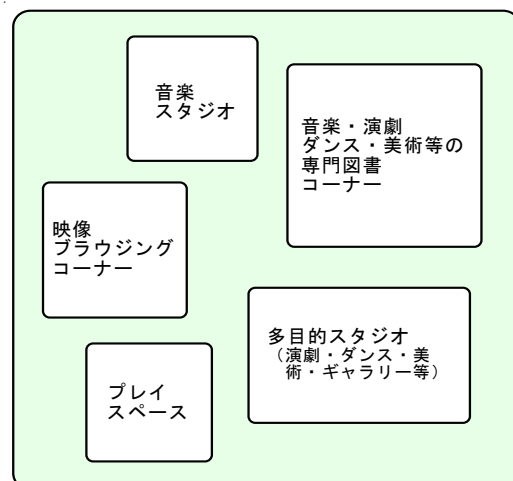 音楽
スタジオ
音楽・演劇
ダンス・美術等の
専門図書
コーナー
映像
ブラウジング
コーナー
多目的スタジオ
（演劇・ダンス・美
術・ギャラリー等）
プレイ
スペース